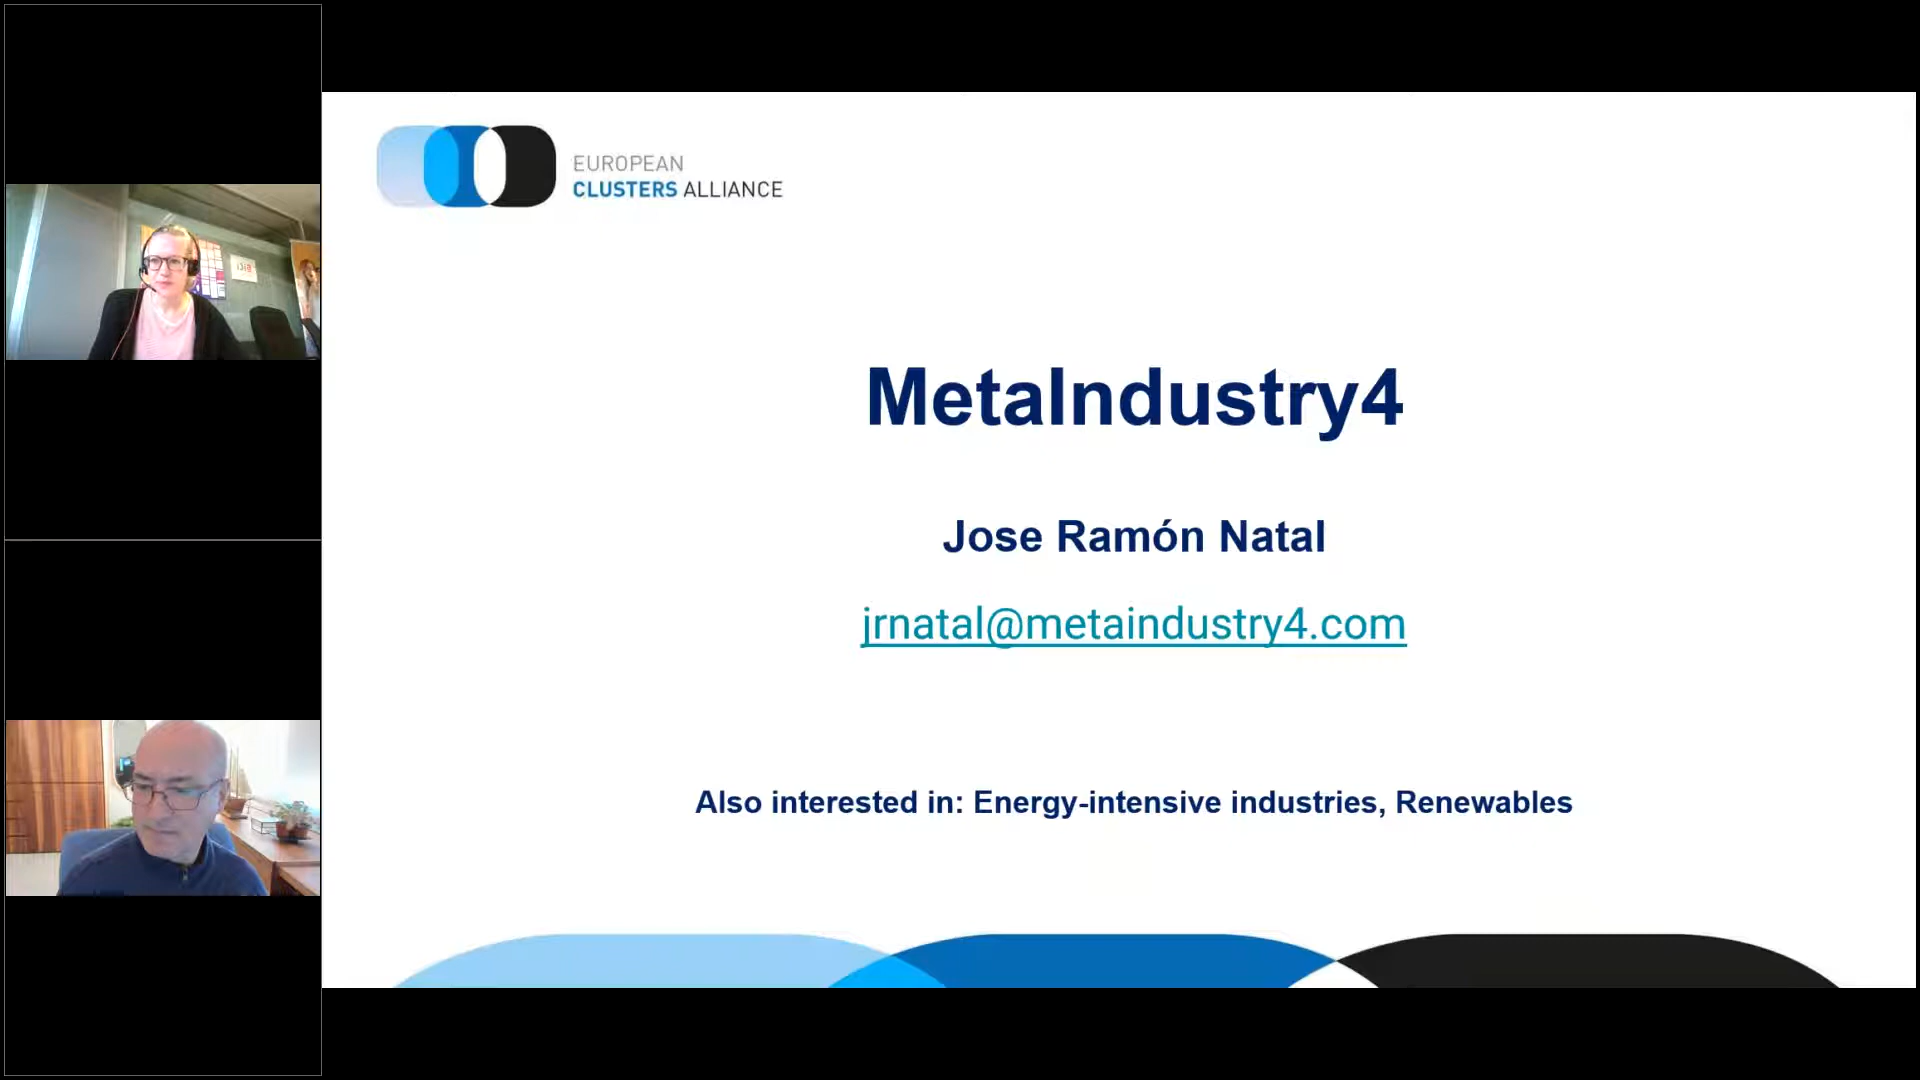 EUROPEAN
CLUSTERS ALLIANCE
MetaIndustry4
Jose Ramón Natal
jrnatal@metaindustry4.com
Also interested in: Energy-intensive industries, Renewables